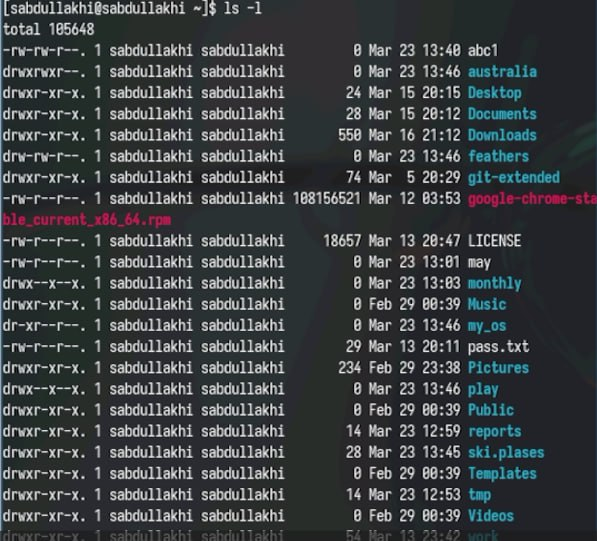 [sabdullakhi@sabdullakhi ~]$ ls -l
total 105648
-rw-rw-r--. 1 sabdullakhi sabdullakhi 0 Mar 23 13:40 abc1
drwxrwxr--. 1 sabdullakhi sabdullakhi 0 Mar 23 13:46 australia
drwxr-xr-x. 1 sabdullakhi sabdullakhi 24 Mar 15 20:15 Desktop
drwxr-xr-x. 1 sabdullakhi sabdullakhi 28 Mar 15 20:12 Documents
drwxr-xr-x. 1 sabdullakhi sabdullakhi 550 Mar 16 21:12 Downloads
drw-rw-r--. 1 sabdullakhi sabdullakhi 0 Mar 23 13:46 feathers
drwxr-xr-x. 1 sabdullakhi sabdullakhi 74 Mar 5 20:29 git-extended
-rw-r--r--. 1 sabdullakhi sabdullakhi 108156521 Mar 12 03:53 google-chrome-sta
ble_current_x86_64.rpm
-rw-r--r--. 1 sabdullakhi sabdullakhi 18657 Mar 13 20:47 LICENSE
-rw-r--r--. 1 sabdullakhi sabdullakhi 0 Mar 23 13:01 may
drwx--x--x. 1 sabdullakhi sabdullakhi 0 Mar 23 13:03 monthly
drwxr-xr-x. 1 sabdullakhi sabdullakhi 0 Feb 29 00:39 Music
dr-xr--r--. 1 sabdullakhi sabdullakhi 0 Mar 23 13:46 my_os
-rw-r--r--. 1 sabdullakhi sabdullakhi 29 Mar 13 20:11 pass.txt
drwxr-xr-x. 1 sabdullakhi sabdullakhi 234 Feb 29 23:38 Pictures
drwx--x--x. 1 sabdullakhi sabdullakhi 0 Mar 23 13:46 play
drwxr-xr-x. 1 sabdullakhi sabdullakhi 0 Feb 29 00:39 Public
drwxr-xr-x. 1 sabdullakhi sabdullakhi 14 Mar 23 12:59 reports
drwxr-xr-x. 1 sabdullakhi sabdullakhi 28 Mar 23 13:45 ski.plases
drwxr-xr-x. 1 sabdullakhi sabdullakhi 0 Feb 29 00:39 Templates
drwxr-xr-x. 1 sabdullakhi sabdullakhi 14 Mar 23 12:53 tmp
drwxr-xr-x. 1 sabdullakhi sabdullakhi 0 Feb 29 00:39 Videos
drwxr-xr-x. 1 sabdullakhi sabdullakhi 54 Mar 13 23:42 work